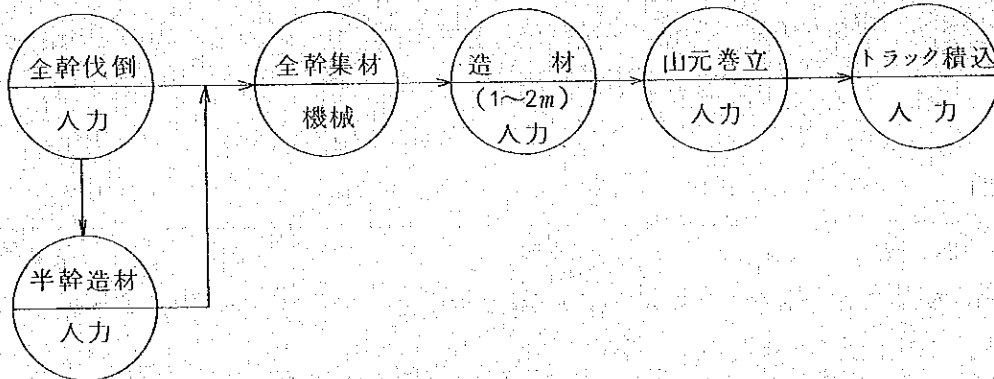 全幹伐倒
人力
全幹集材
機械
造材
(1~2m)
人力
山元巻立
人力
トラック積込
人力
半幹造材
人力